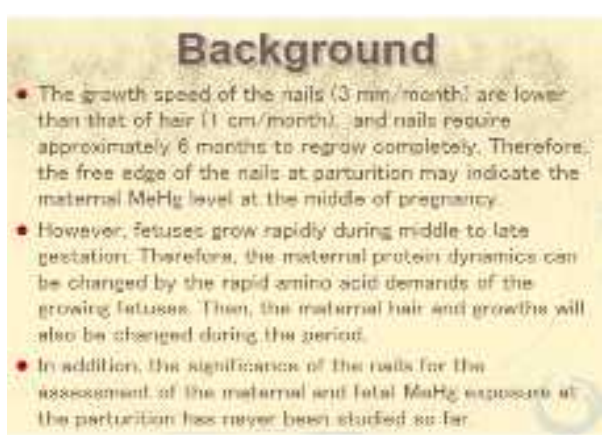 Background
• The growth speed of the nails (3 mm/month) are lower
than that of hair (1 cm/month), and nails require
approximately 6 months to regrow completely. Therefore,
the free edge of the nails at parturition may indicate the
maternal MeHg level at the middle of pregnancy.
• However, fetuses grow rapidly during middle to late
gestation. Therefore, the maternal protein dynamics can
be changed by the rapid amino acid demands of the
growing fetuses. Then, the maternal hair and growths will
also be changed during the period.
• In addition, the significance of the nails for the
assessment of the maternal and fetal MeHg exposure at
the parturition has never been studied so far.